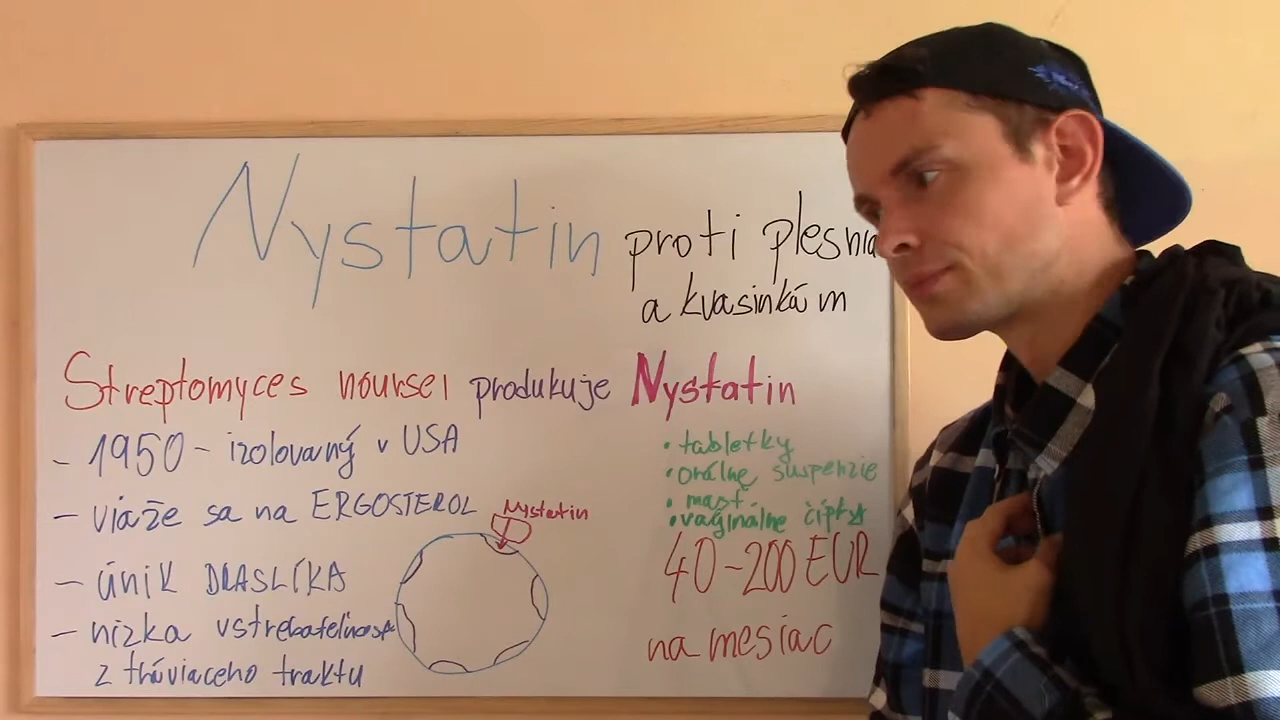 Nystatin proti plesnia
a kvasinkám
Streptomyces noursei produkuje Nystatin
- 1950 - izolovaný v USA
- viaže sa na ERGOSTEROL
Nystatin
- únik DRASLÍKA
- nízka vstrebateľnosť
z tráviaceho traktu
• tabletky
• orálne suspenzie
• masť
• vaginálne čípky
40-200 EUR
na mesiac